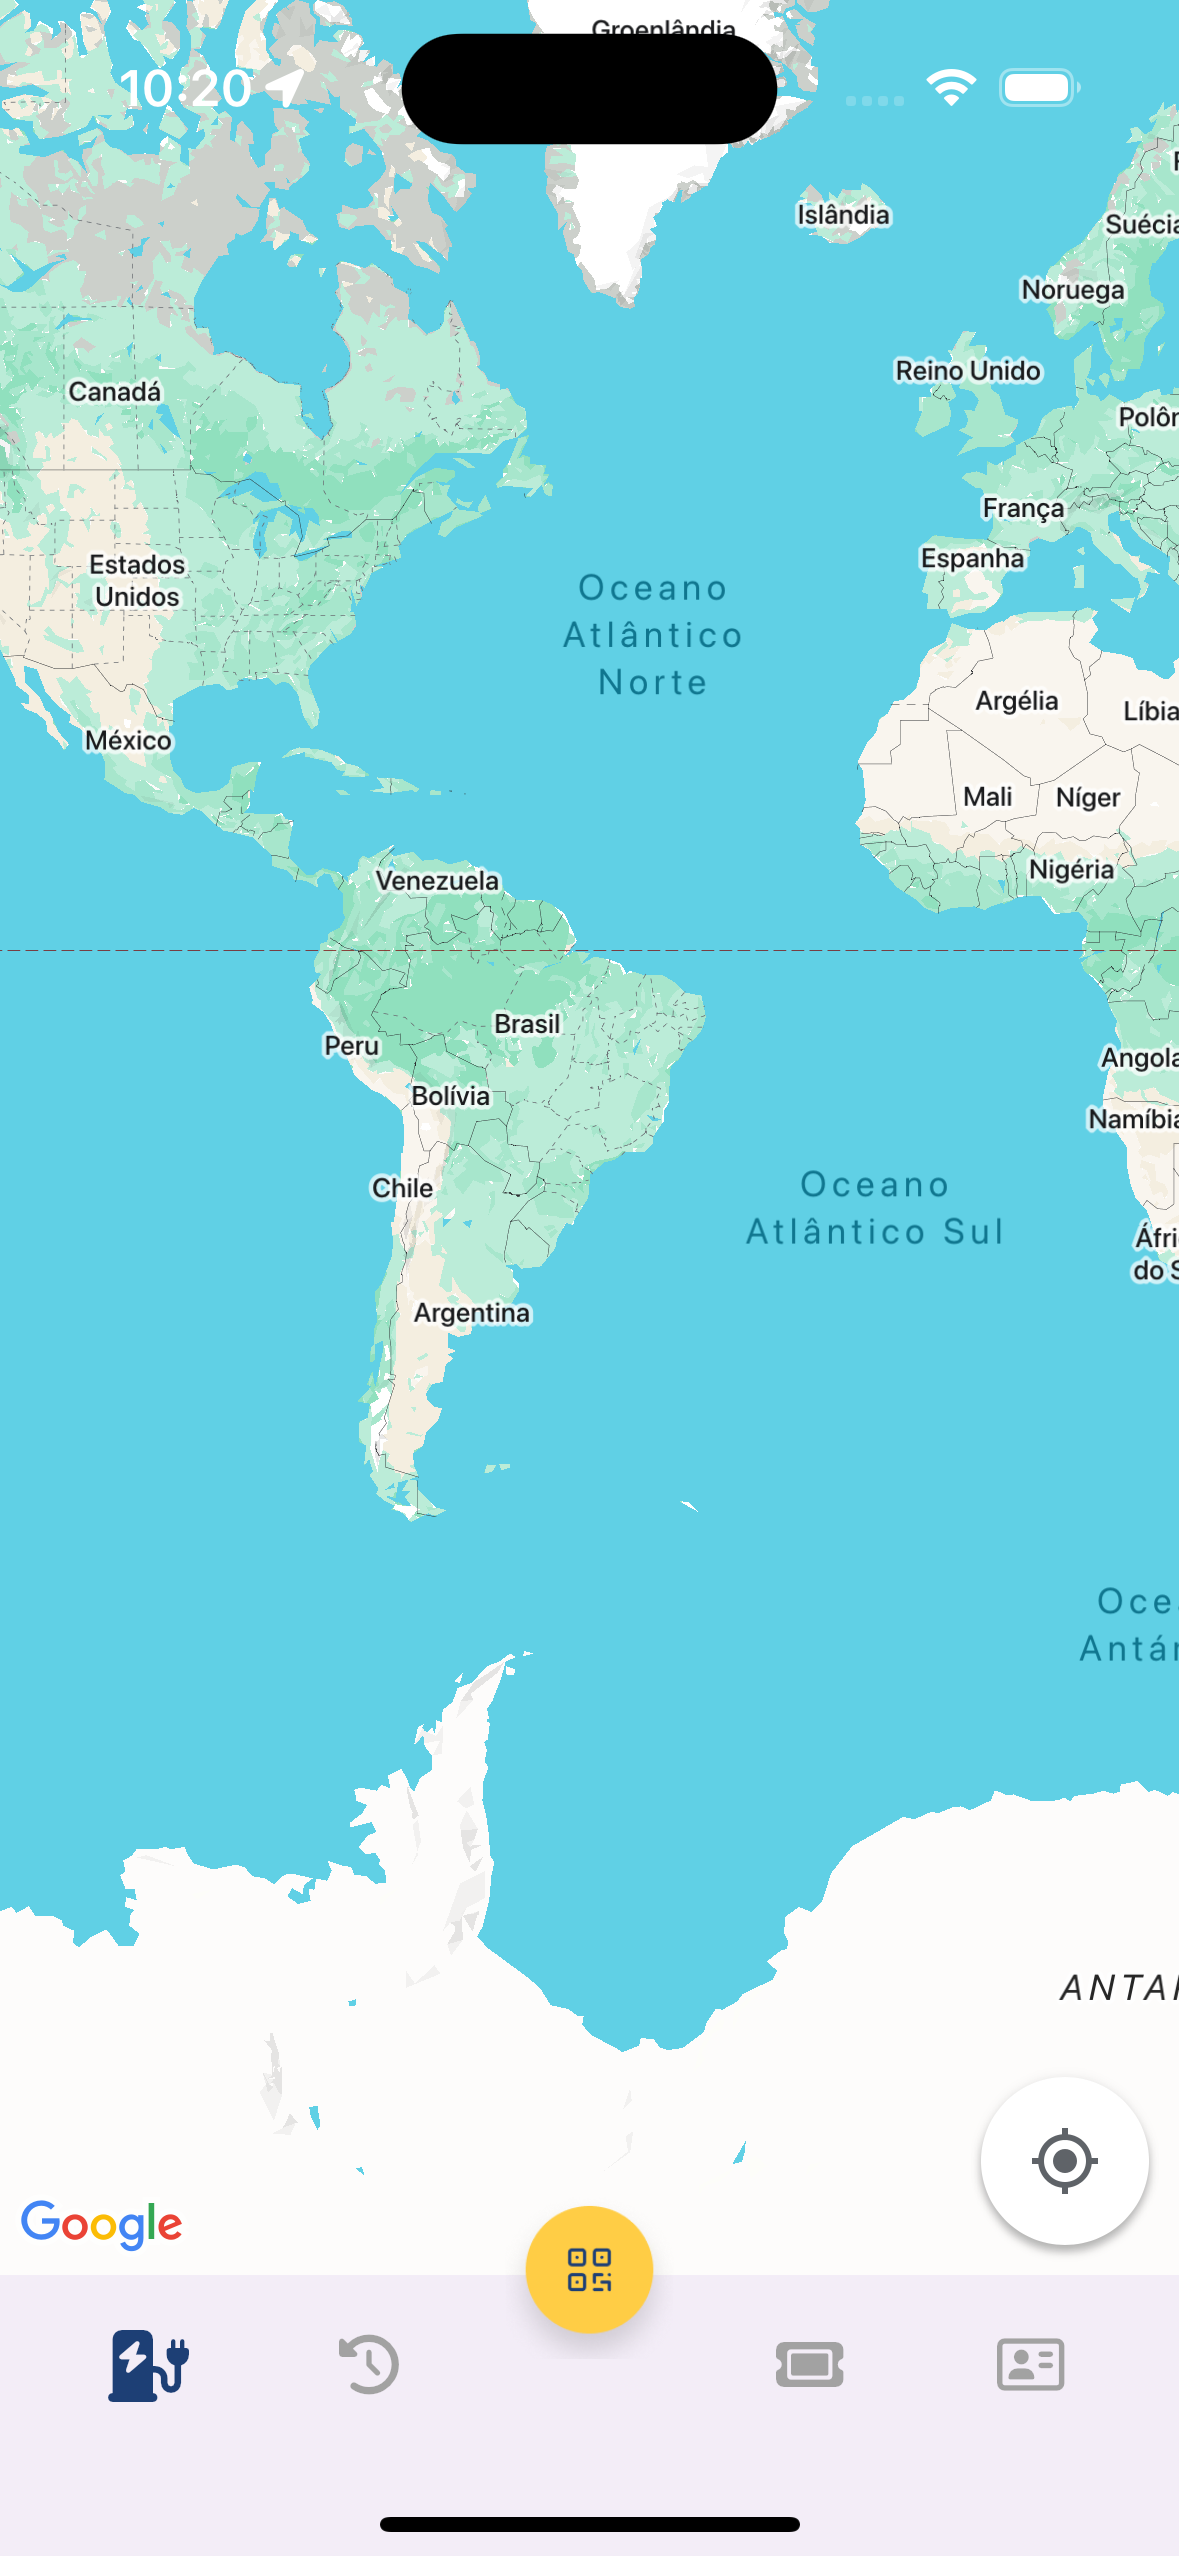 Groenlândia
10:20
Islândia
Suécia
Noruega
Reino Unido
Canadá
França
Espanha
Estados
Unidos
Oceano
Atlântico
Norte
Argélia
Líbia
México
Mali
Níger
Nigéria
Venezuela
Brasil
Peru
Angola
Bolívia
Namíbia
Chile
Oceano
Atlântico Sul
Áfri
do S
Argentina
Oce
Antár
ANTAR
Google